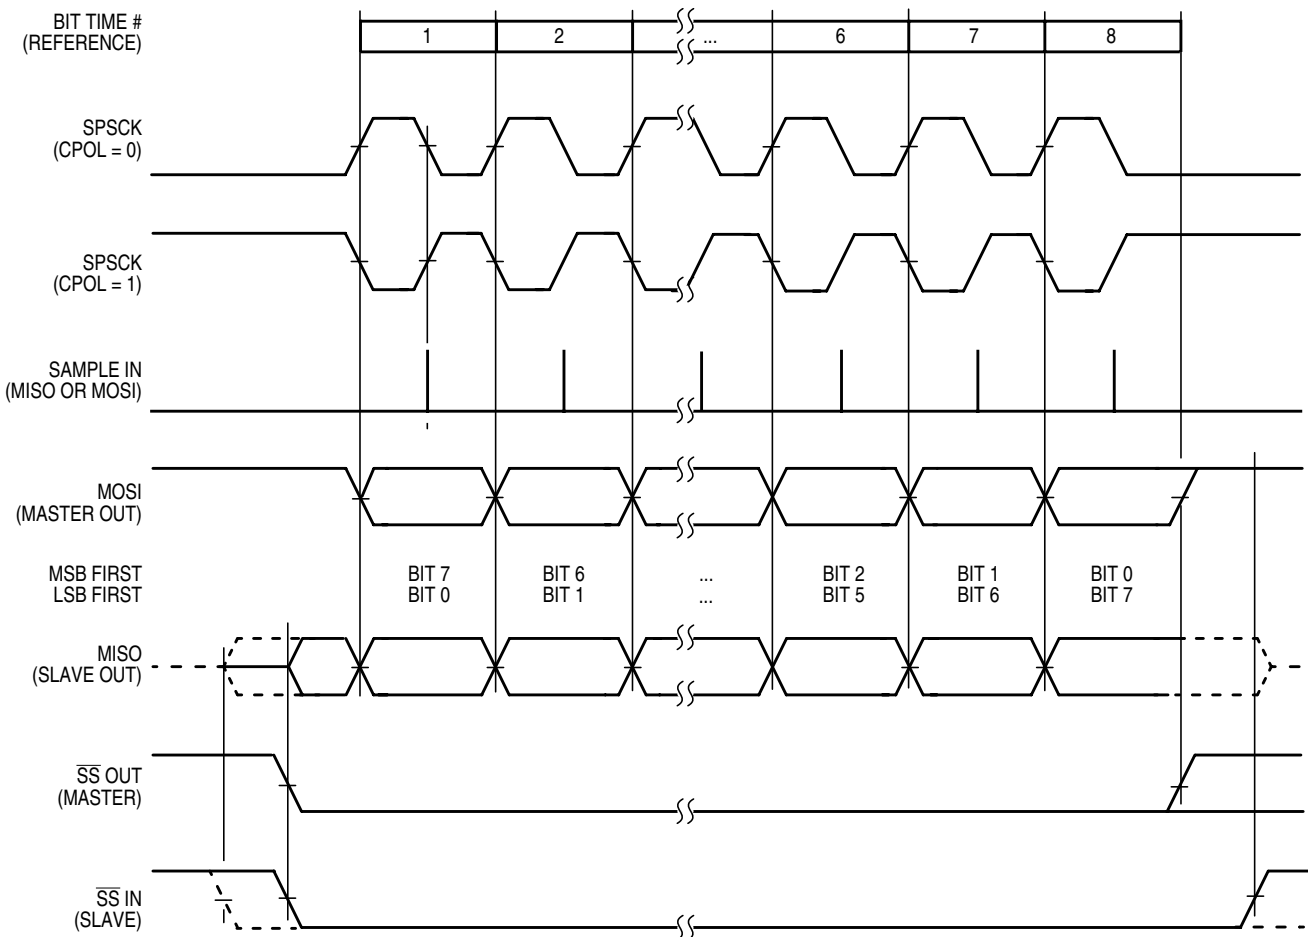 BIT TIME #
(REFERENCE)
1 2 ... 6 7 8
SPSCK
(CPOL = 0)
SPSCK
(CPOL = 1)
SAMPLE IN
(MISO OR MOSI)
MOSI
(MASTER OUT)
MSB FIRST BIT 7 BIT 6 ... BIT 2 BIT 1 BIT 0
LSB FIRST BIT 0 BIT 1 ... BIT 5 BIT 6 BIT 7
MISO
(SLAVE OUT)
S̅S̅ OUT
(MASTER)
S̅S̅ IN
(SLAVE)